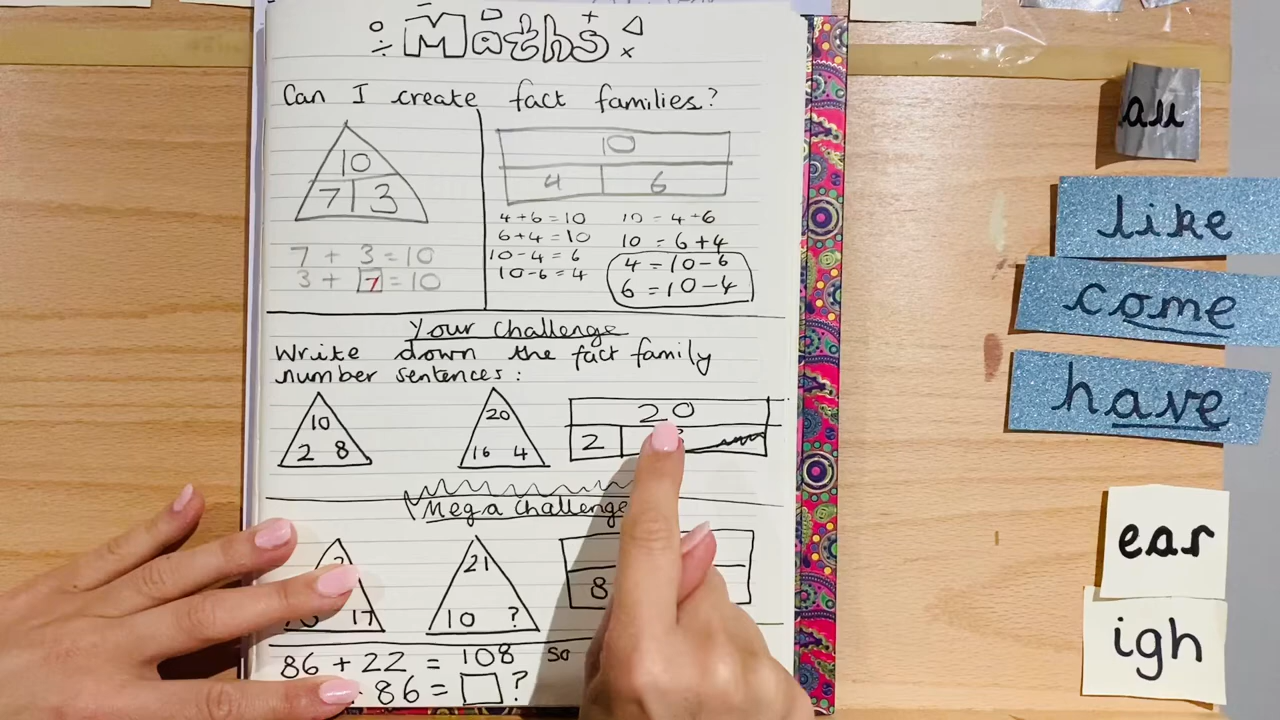 ÷ Maths + ×
Can I create fact families?
10
7 3
7 + 3 = 10
3 + 7 = 10
10
4 6
4+6=10 10 = 4+6
6+4=10 10 = 6+4
10-4=6 4 = 10-6
10-6=4 6 = 10-4
Your Challenge
Write down the fact family
number sentences:
10
2 8
20
16 4
20
2
Mega Challenge
17
21
10 ?
8
86 + 22 = 108 so
86 = ?
au
like
come
have
ear
igh